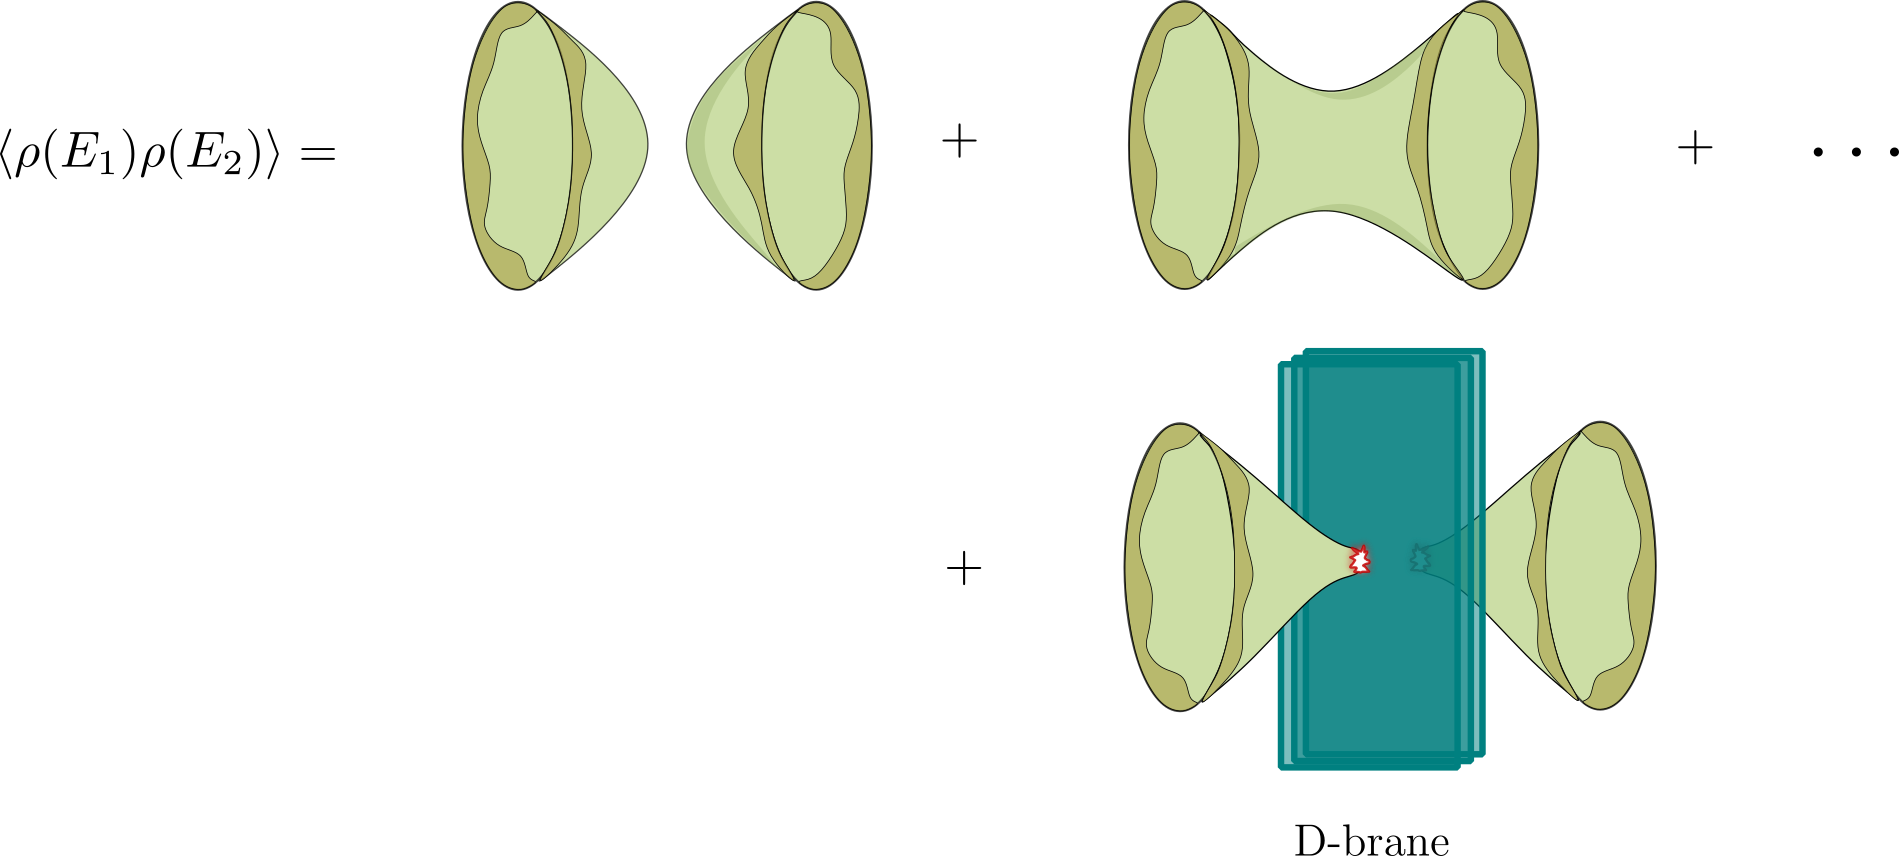 ⟨ρ(E₁)ρ(E₂)⟩ = + + · · ·
+
D-brane